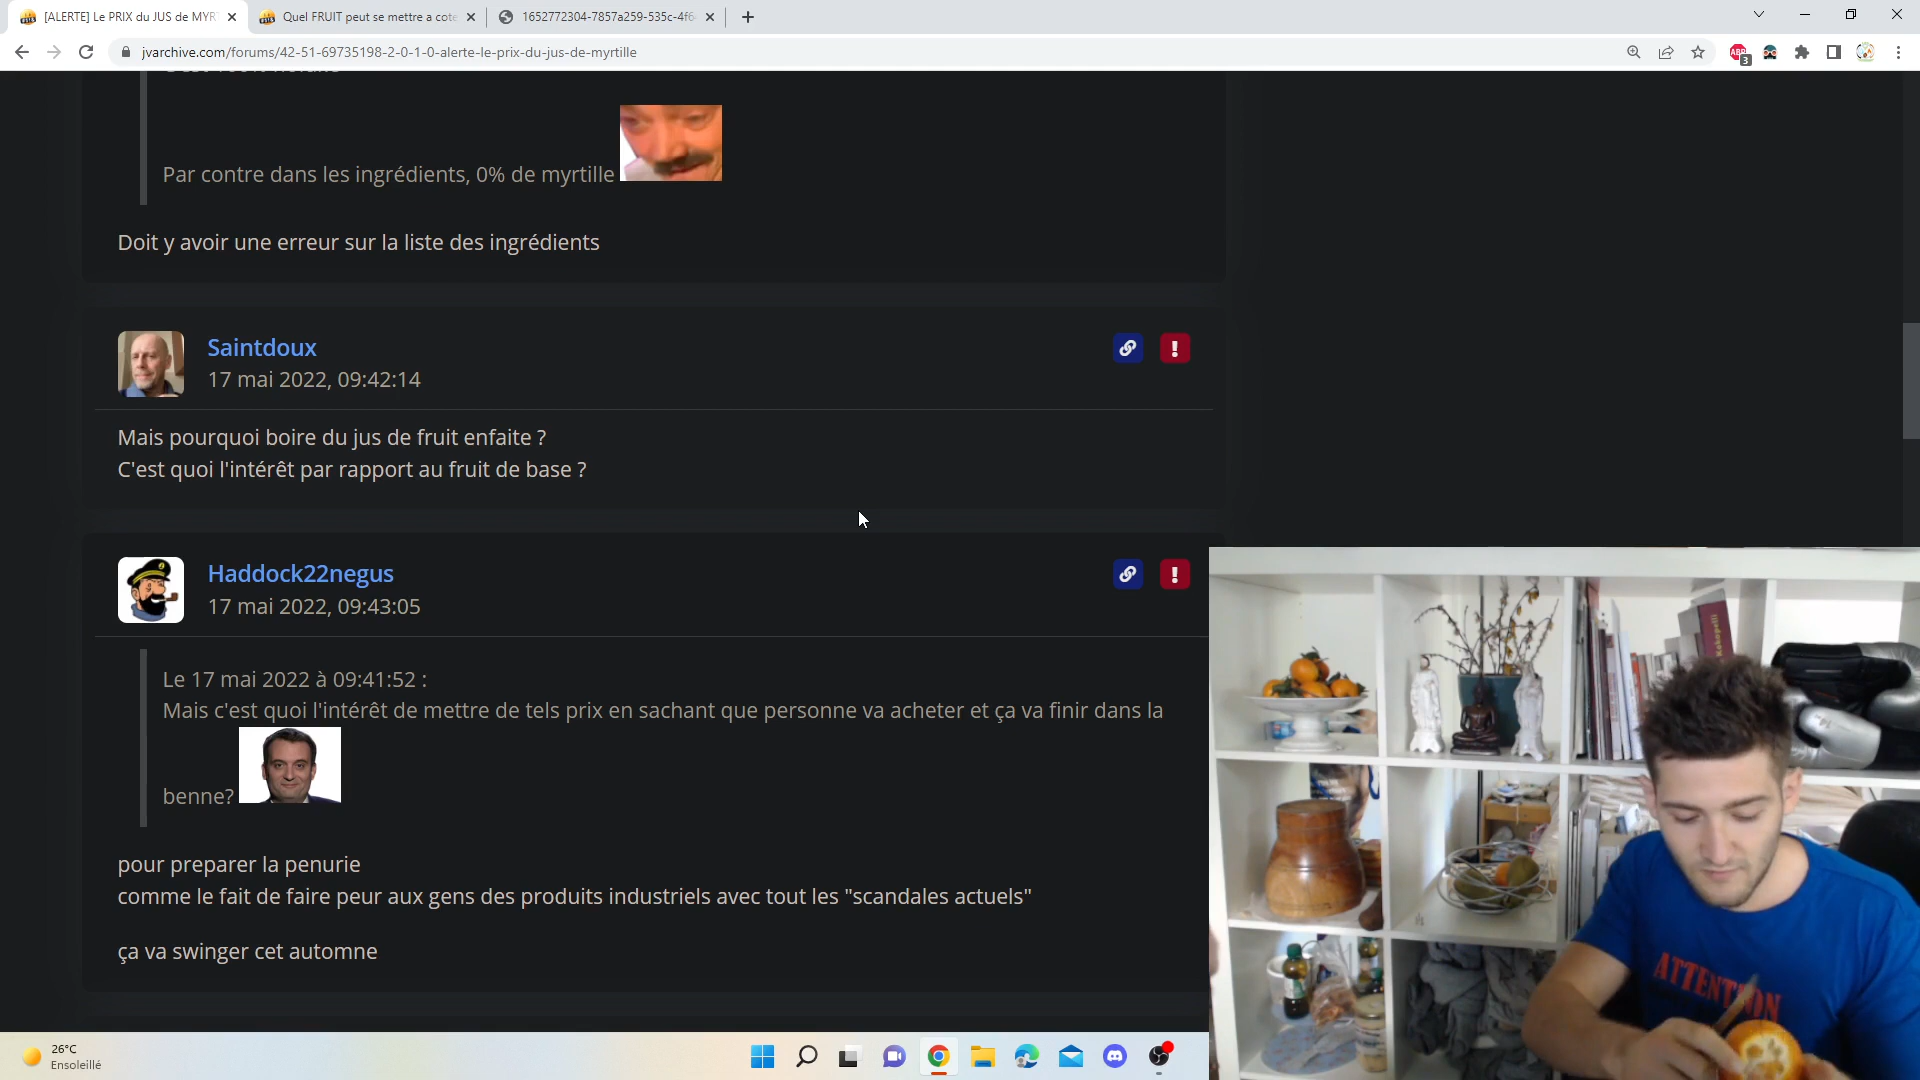 [ALERTE] Le PRIX du JUS de MYR
Quel FRUIT peut se mettre a cote
1652772304-7857a259-535c-4f6
jvarchive.com/forums/42-51-69735198-2-0-1-0-alerte-le-prix-du-jus-de-myrtille
ABP
3
Par contre dans les ingrédients, 0% de myrtille
Doit y avoir une erreur sur la liste des ingrédients
Saintdoux
17 mai 2022, 09:42:14
Mais pourquoi boire du jus de fruit enfaite ?
C'est quoi l'intérêt par rapport au fruit de base ?
Haddock22negus
17 mai 2022, 09:43:05
Le 17 mai 2022 à 09:41:52 :
Mais c'est quoi l'intérêt de mettre de tels prix en sachant que personne va acheter et ça va finir dans la
benne?
pour preparer la penurie
comme le fait de faire peur aux gens des produits industriels avec tout les "scandales actuels"
ça va swinger cet automne
Kokopelli
ATTENTION
26°C
Ensoleillé